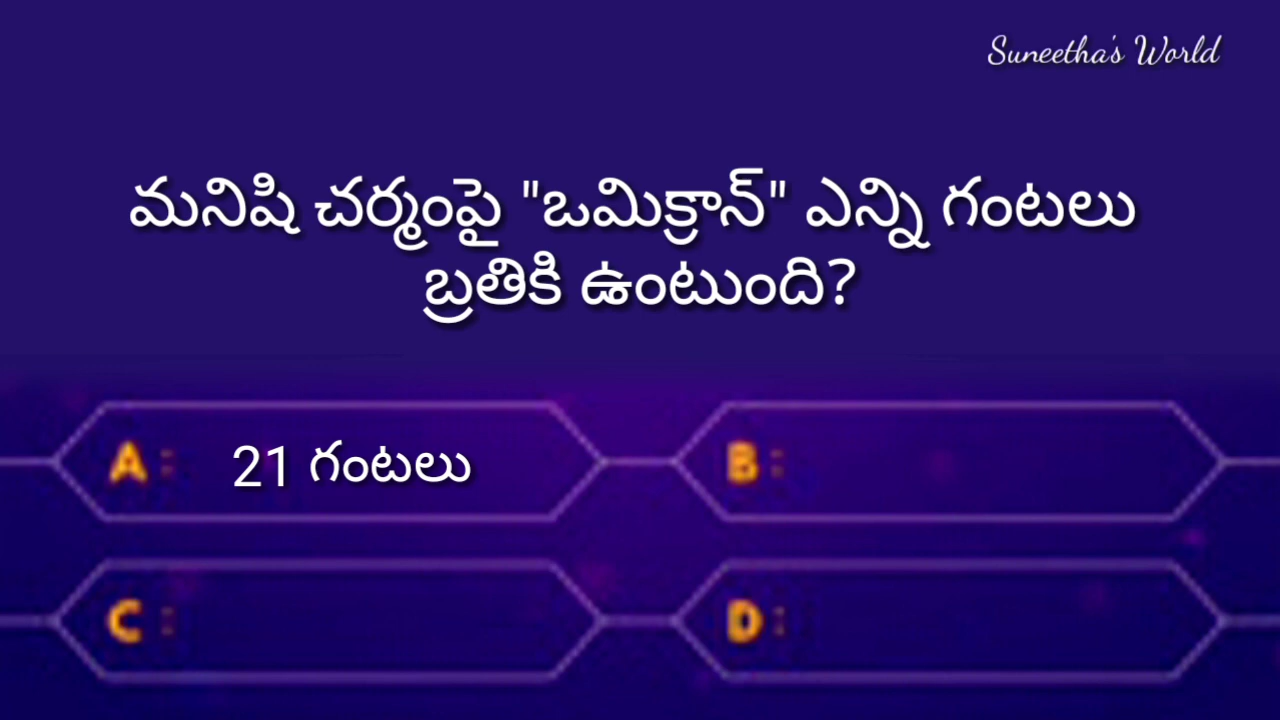 Suneetha's World
మనిషి చర్మంపై "ఒమిక్రాన్" ఎన్ని గంటలు
బ్రతికి ఉంటుంది?
A : 21 గంటలు
B :
C :
D :